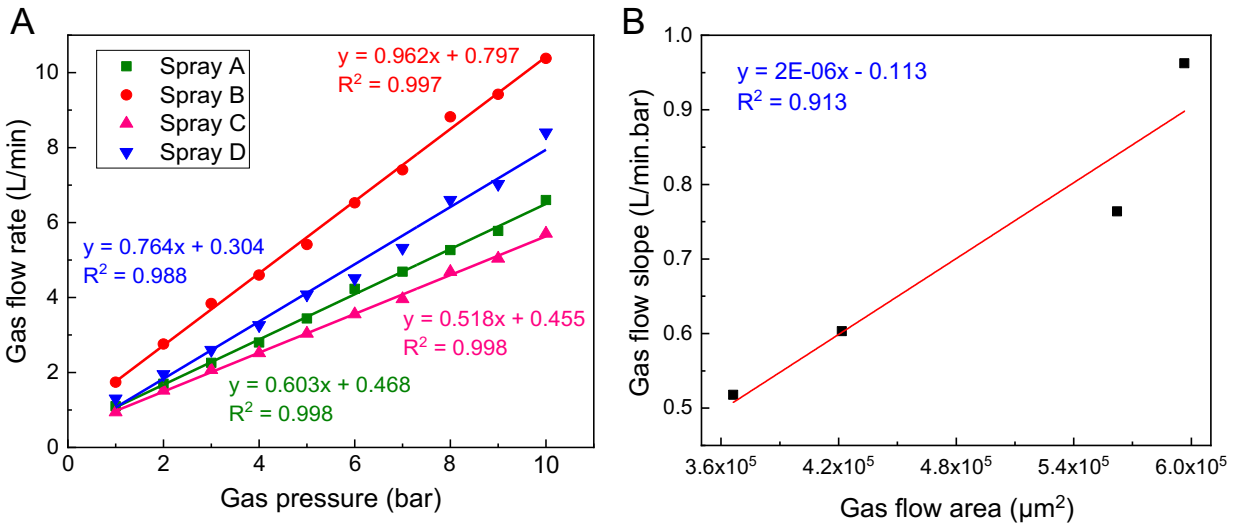 A
Gas flow rate (L/min)
10
8
6
4
2
0
Spray A
Spray B
Spray C
Spray D
y = 0.962x + 0.797
R² = 0.997
y = 0.764x + 0.304
R² = 0.988
y = 0.518x + 0.455
R² = 0.998
y = 0.603x + 0.468
R² = 0.998
0 2 4 6 8 10
Gas pressure (bar)
B
Gas flow slope (L/min.bar)
1.0
0.9
0.8
0.7
0.6
0.5
y = 2E-06x - 0.113
R² = 0.913
3.6x10⁵ 4.2x10⁵ 4.8x10⁵ 5.4x10⁵ 6.0x10⁵
Gas flow area (μm²)